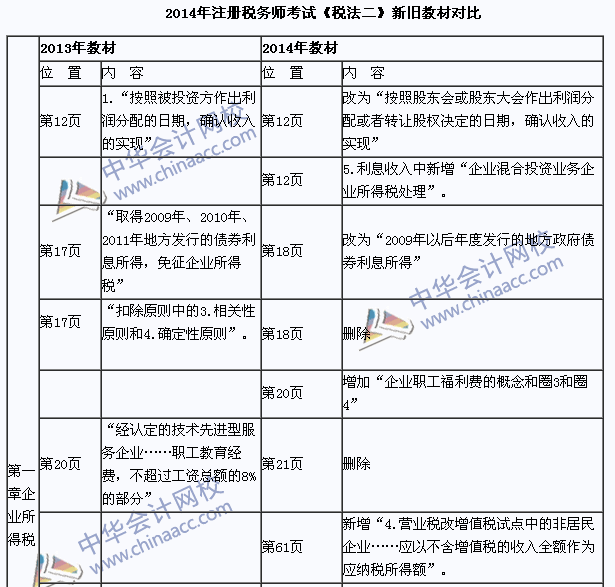 2014年注册税务师考试《税法二》新旧教材对比
2013年教材
2014年教材
位 置
内 容
位 置
内 容
第12页
1.“按照被投资方作出利
润分配的日期，确认收入
的实现”
第12页
改为“按照股东会或股东大会作出利润分
配或者转让股权决定的日期，确认收入的
实现”
第12页
5.利息收入中新增“企业混合投资业务企
业所得税处理”。
第17页
“取得2009年、2010年、
2011年地方发行的债券利
息所得，免征企业所得
税”
第18页
改为“2009年以后年度发行的地方政府债
券利息所得”
第17页
“扣除原则中的3.相关性
原则和4.确定性原则”。
第18页
删除
第20页
增加“企业职工福利费的概念和圈3和圈
4”
第20页
“经认定的技术先进型服
务企业……职工教育经
费，不超过工资总额的8%
的部分”
第21页
删除
第61页
新增“4.营业税改增值税试点中的非居民
企业……应以不含增值税的收入全额作为
应纳税所得额”。
第一
章企
业所
得税
中华会计网校
www.chinaacc.com
中华会计网校
www.chinaacc.com
中华会计网校
www.chinaacc.com